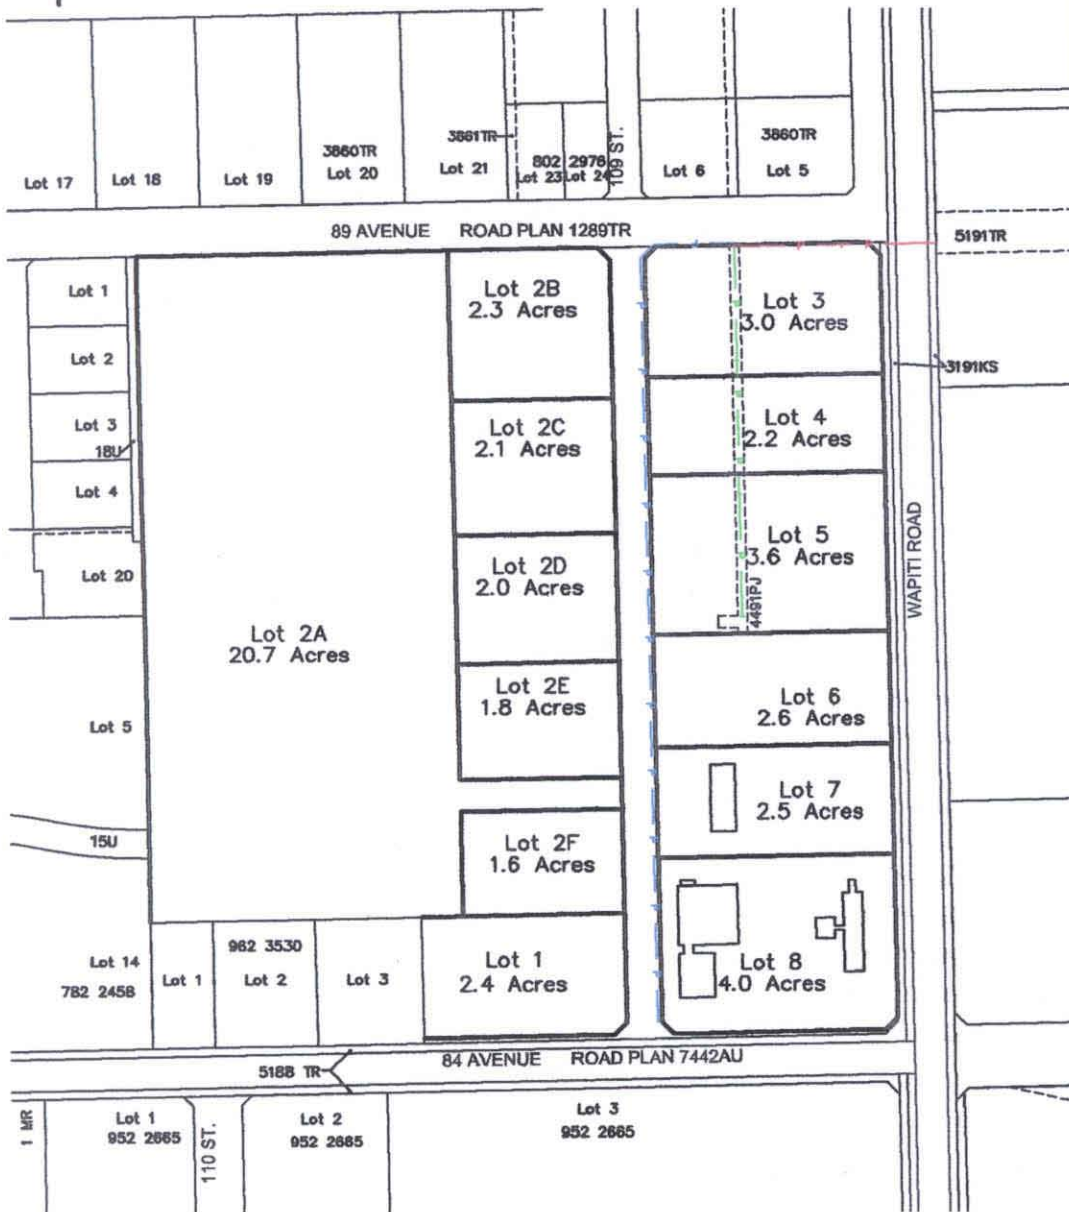 3861TR
3860TR
3860TR
802 2976
109 ST.
Lot 17
Lot 18
Lot 19
Lot 20
Lot 21
Lot 23
Lot 24
Lot 6
Lot 5
89 AVENUE ROAD PLAN 1289TR
5191TR
Lot 1
Lot 2B
2.3 Acres
Lot 3
3.0 Acres
Lot 2
3191KS
Lot 3
18U
Lot 2C
2.1 Acres
Lot 4
2.2 Acres
Lot 4
Lot 5
3.6 Acres
WAPITI ROAD
Lot 20
Lot 2D
2.0 Acres
4491PJ
Lot 2A
20.7 Acres
Lot 2E
1.8 Acres
Lot 6
2.6 Acres
Lot 5
Lot 7
2.5 Acres
15U
Lot 2F
1.6 Acres
Lot 14
782 2458
Lot 1
982 3530
Lot 2
Lot 3
Lot 1
2.4 Acres
Lot 8
4.0 Acres
84 AVENUE ROAD PLAN 7442AU
5188 TR
1 MR
Lot 1
952 2665
110 ST.
Lot 2
952 2665
Lot 3
952 2665